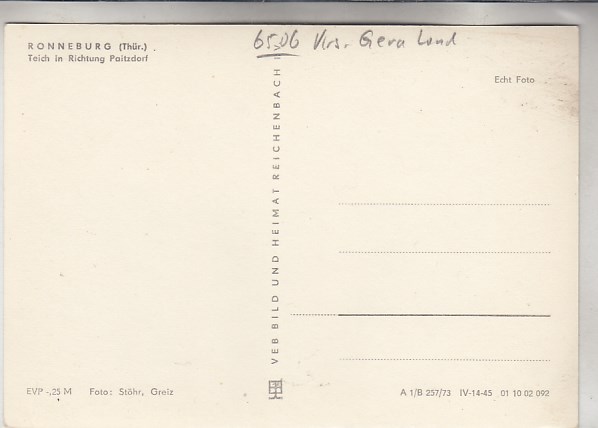 6506 Krs. Gera Land
RONNEBURG (Thür.)
Teich in Richtung Paitzdorf
Echt Foto
VEB BILD UND HEIMAT REICHENBACH I. V.
EVP -,25 M Foto: Stöhr, Greiz
A 1/B 257/73 IV-14-45 01 10 02 092